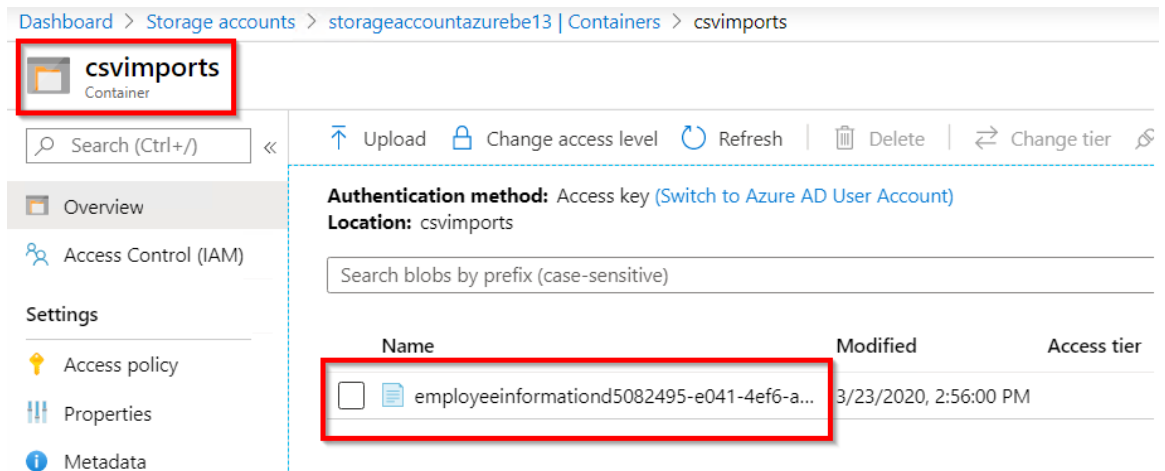 Dashboard > Storage accounts > storageaccountazurebe13 | Containers > csvimports
csvimports
Container
Search (Ctrl+/) «
Upload Change access level Refresh Delete Change tier
Overview
Access Control (IAM)
Settings
Access policy
Properties
Metadata
Authentication method: Access key (Switch to Azure AD User Account)
Location: csvimports
Search blobs by prefix (case-sensitive)
Name Modified Access tier
employeeinformationd5082495-e041-4ef6-a... 3/23/2020, 2:56:00 PM